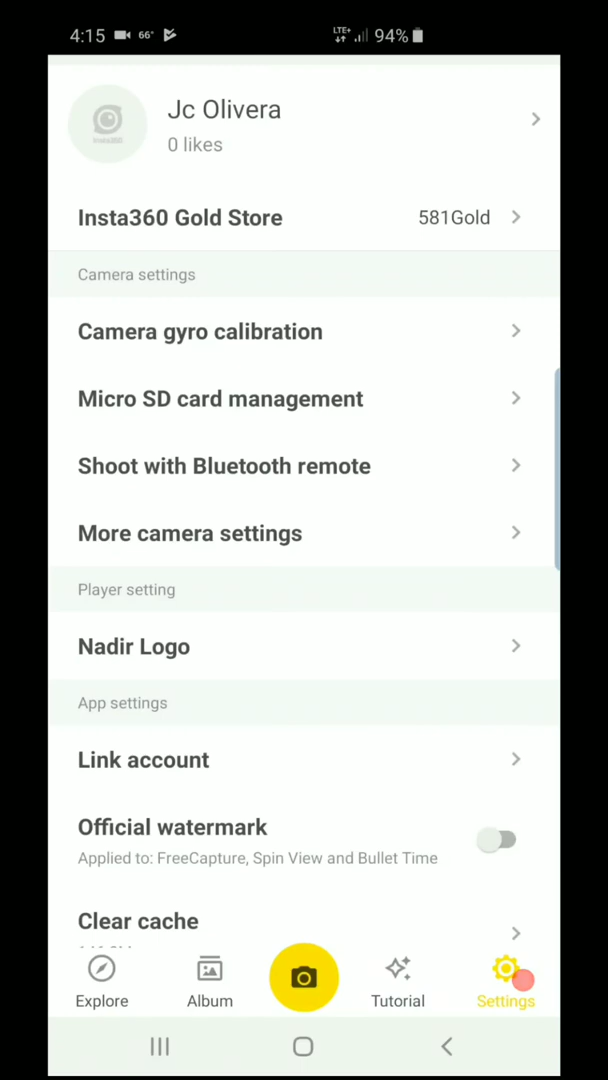 4:15 66° LTE+ 94%
Jc Olivera
insta360
0 likes
Insta360 Gold Store 581Gold
Camera settings
Camera gyro calibration
Micro SD card management
Shoot with Bluetooth remote
More camera settings
Player setting
Nadir Logo
App settings
Link account
Official watermark
Applied to: FreeCapture, Spin View and Bullet Time
Clear cache
Explore Album Tutorial Settings